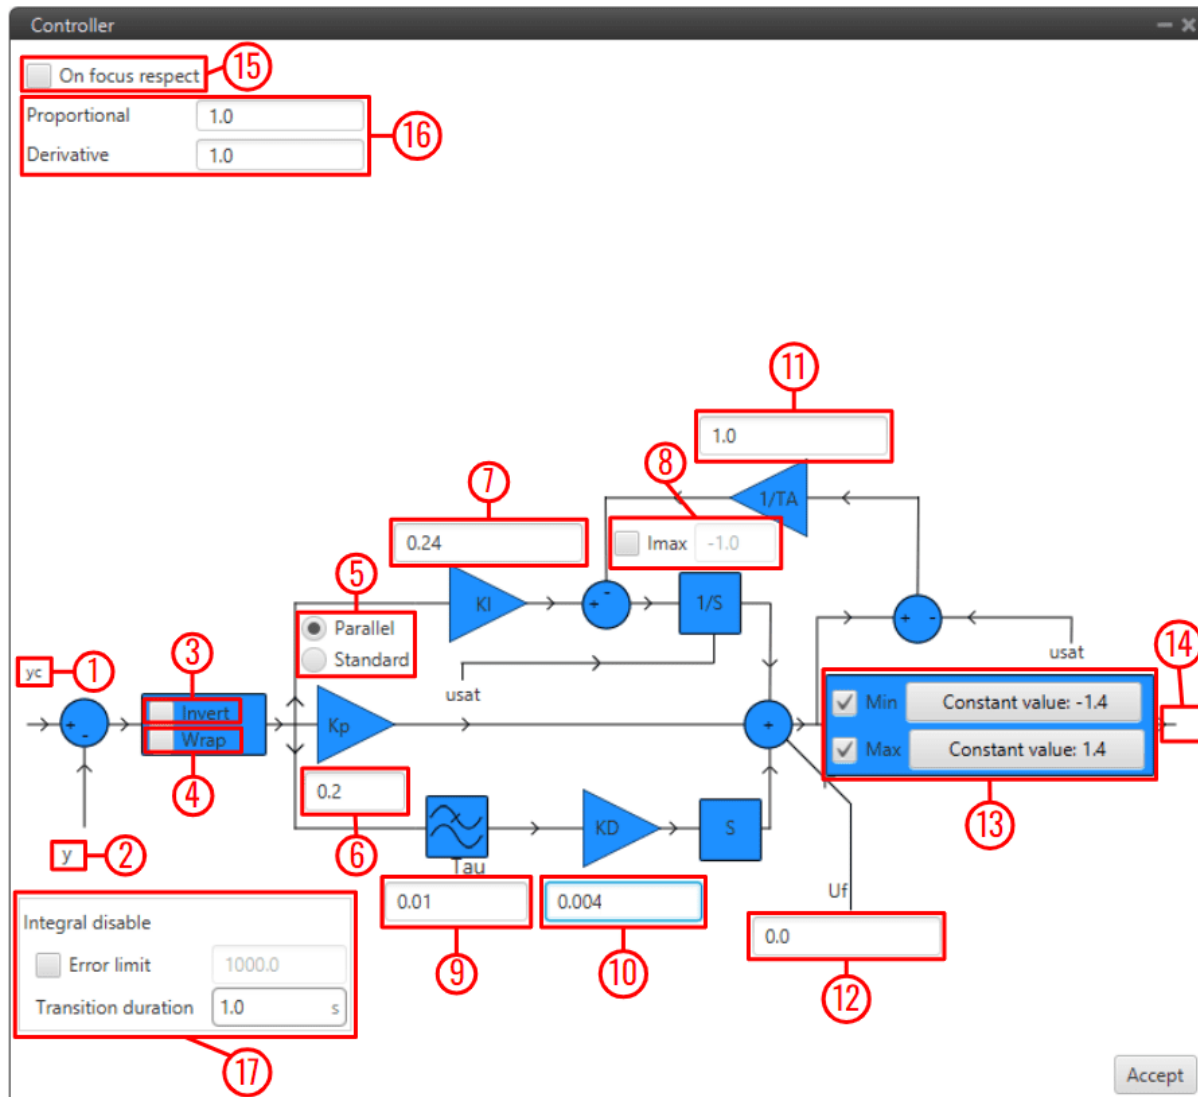 Controller
On focus respect
15
Proportional 1.0
16
Derivative 1.0
11
1.0
8
7
1/TA
0.24
Imax -1.0
5
KI
+ -
1/S
Parallel
+ -
Standard
3
14
1
yc
usat
usat
Invert
Min Constant value: -1.4
+ -
Kp
+
Wrap
Max Constant value: 1.4
4
0.2
13
KD
S
y
2
6
Tau
Uf
0.01
0.004
Integral disable
0.0
Error limit 1000.0
9
10
12
Transition duration 1.0 s
17
Accept